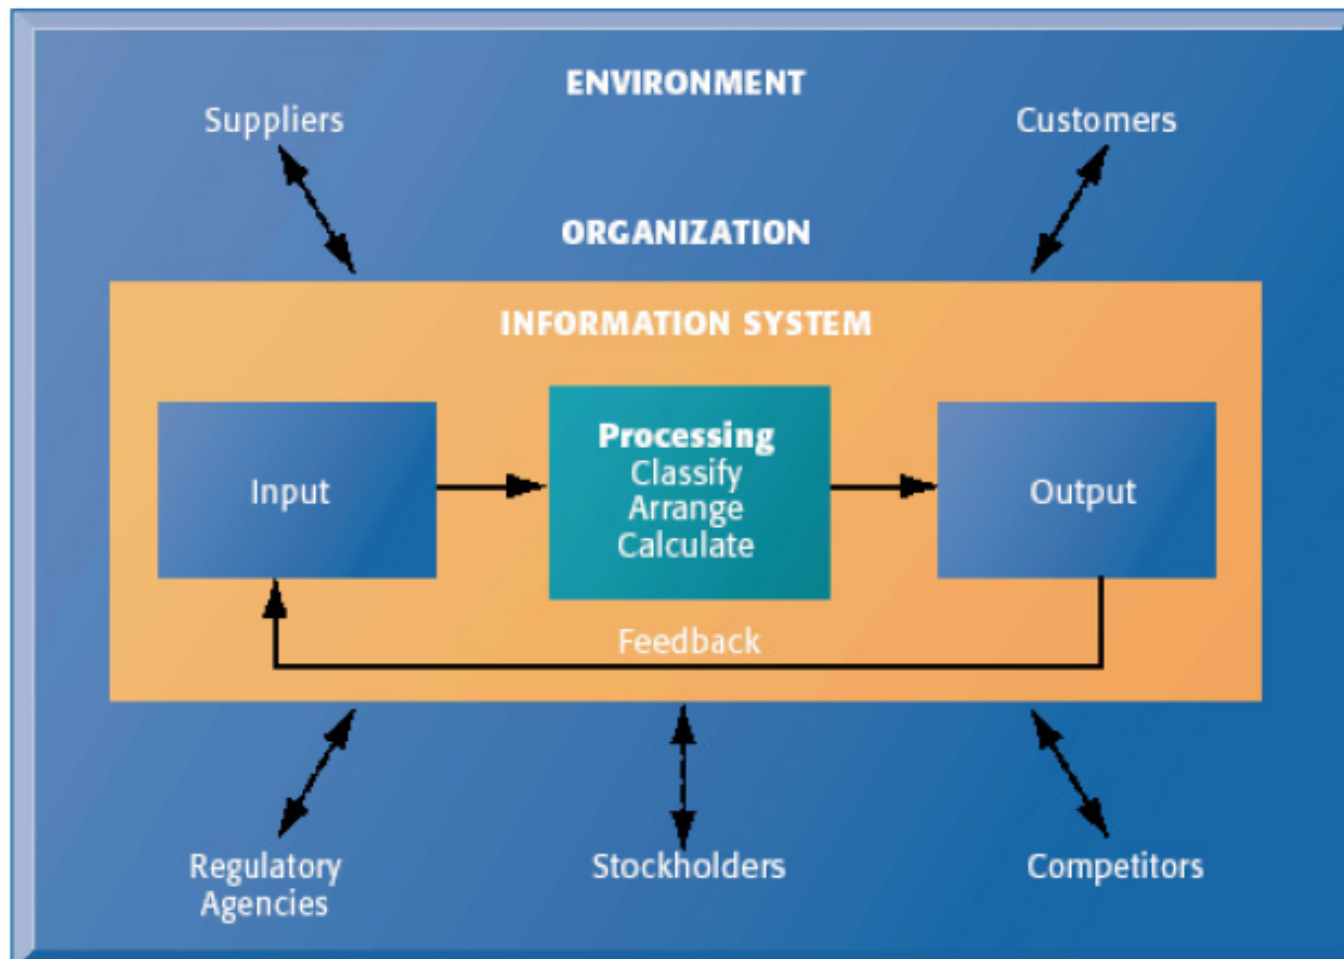 ENVIRONMENT
Suppliers
Customers
ORGANIZATION
INFORMATION SYSTEM
Input
Processing
Classify
Arrange
Calculate
Output
Feedback
Regulatory
Agencies
Stockholders
Competitors